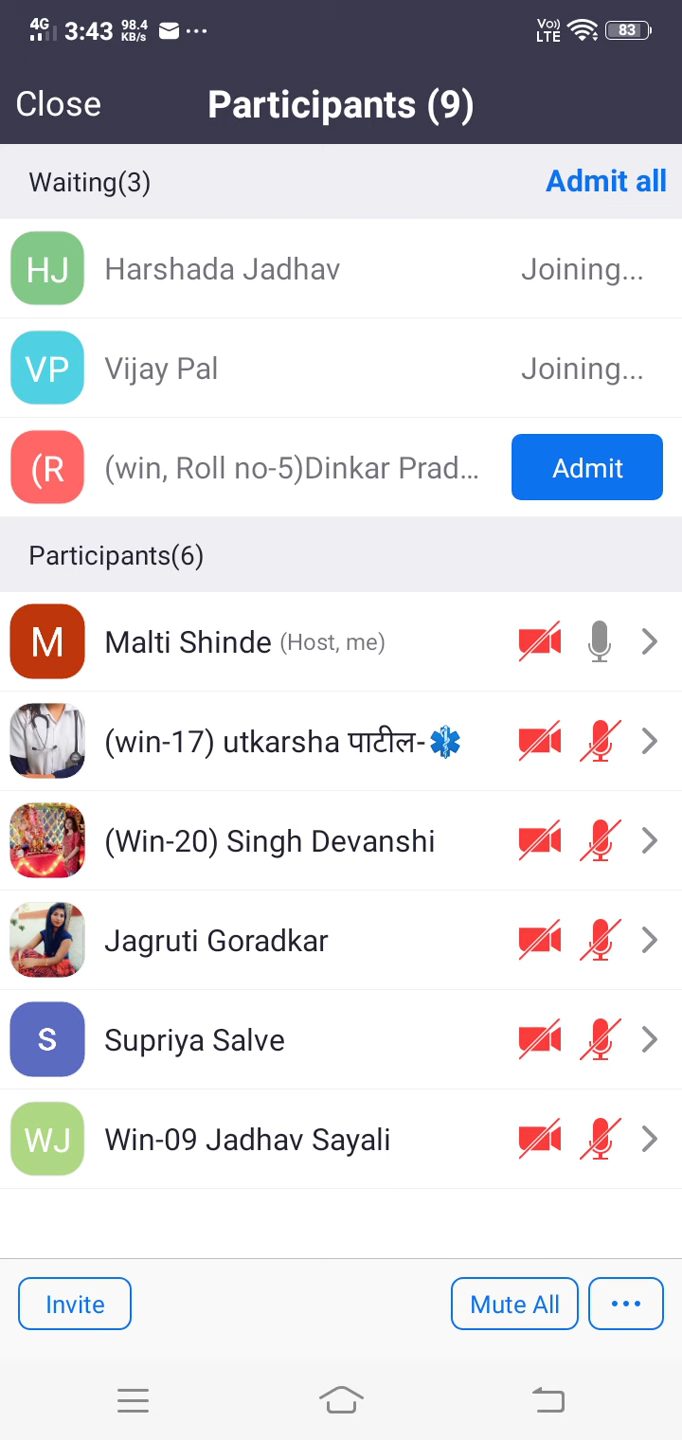 4G 3:43 98.4 KB/s ... Vo) LTE 83
Close Participants (9)
Waiting(3) Admit all
HJ Harshada Jadhav Joining...
VP Vijay Pal Joining...
(R (win, Roll no-5)Dinkar Prad... Admit
Participants(6)
M Malti Shinde (Host, me)
(win-17) utkarsha पाटील-
(Win-20) Singh Devanshi
Jagruti Goradkar
S Supriya Salve
WJ Win-09 Jadhav Sayali
Invite Mute All ...